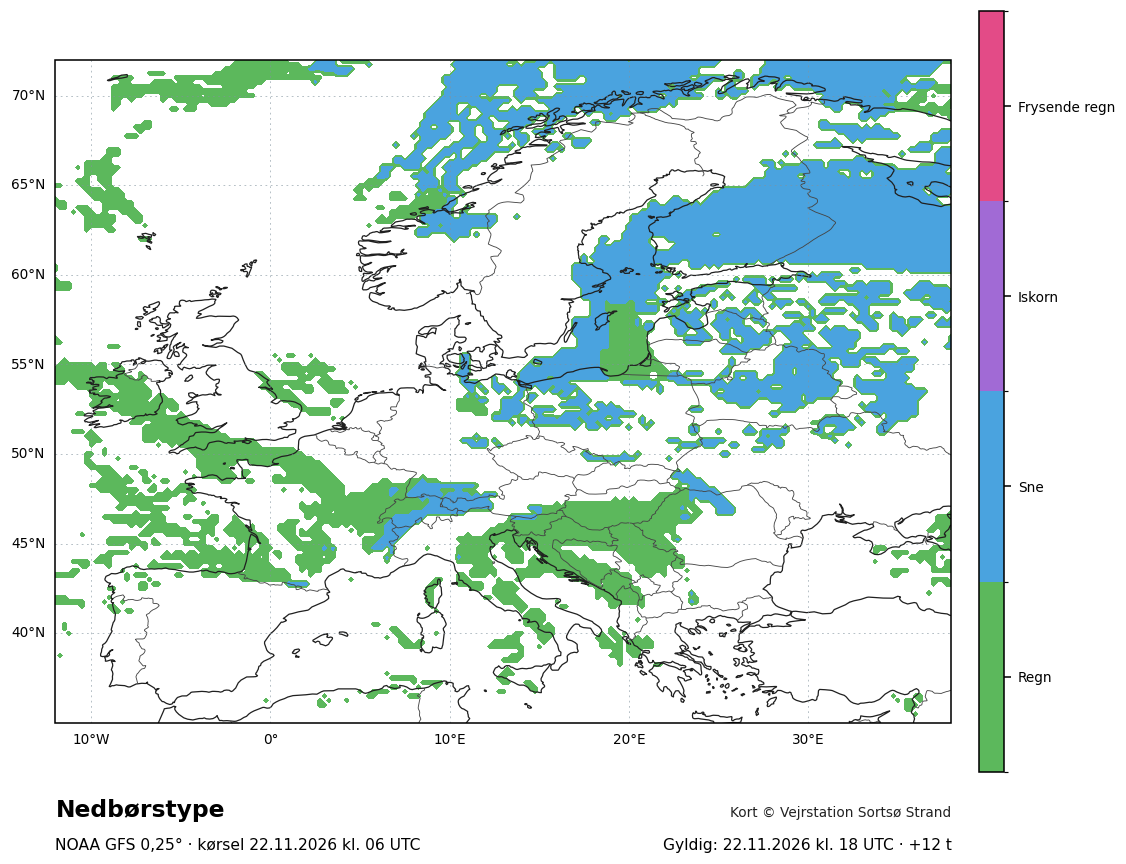 Frysende regn
Iskorn
Sne
Regn
70°N
65°N
60°N
55°N
50°N
45°N
40°N
10°W
0°
10°E
20°E
30°E
Nedbørstype
Kort © Vejrstation Sortsø Strand
NOAA GFS 0,25° · kørsel 22.11.2026 kl. 06 UTC
Gyldig: 22.11.2026 kl. 18 UTC · +12 t